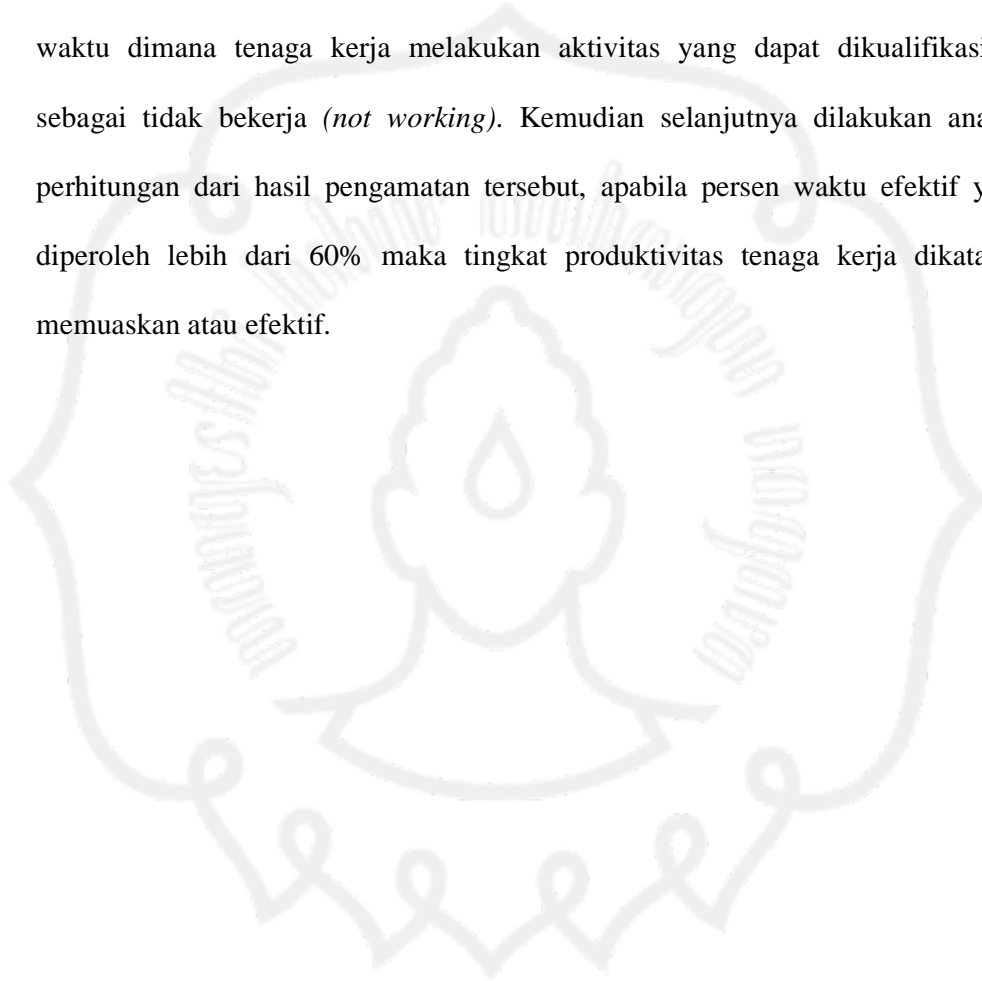 waktu dimana tenaga kerja melakukan aktivitas yang dapat dikualifikasi
sebagai tidak bekerja (not working). Kemudian selanjutnya dilakukan ana
perhitungan dari hasil pengamatan tersebut, apabila persen waktu efektif y
diperoleh lebih dari 60% maka tingkat produktivitas tenaga kerja dikata
memuaskan atau efektif.